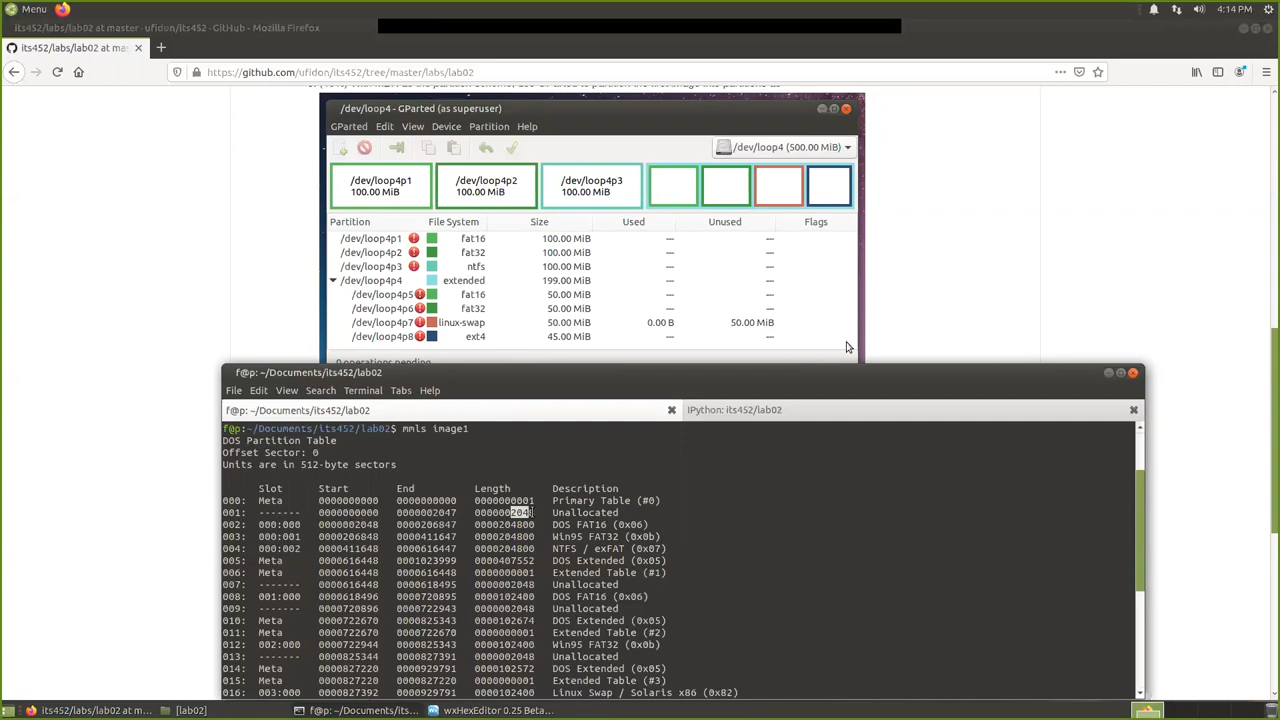 Menu
4:14 PM
its452/labs/lab02 at master · ufidon/its452 · GitHub - Mozilla Firefox
its452/labs/lab02 at mas
https://github.com/ufidon/its452/tree/master/labs/lab02
/dev/loop4 - GParted (as superuser)
GParted Edit View Device Partition Help
/dev/loop4 (500.00 MiB)
/dev/loop4p1 /dev/loop4p2 /dev/loop4p3
100.00 MiB 100.00 MiB 100.00 MiB
Partition File System Size Used Unused Flags
/dev/loop4p1 fat16 100.00 MiB --- ---
/dev/loop4p2 fat32 100.00 MiB --- ---
/dev/loop4p3 ntfs 100.00 MiB --- ---
/dev/loop4p4 extended 199.00 MiB --- ---
/dev/loop4p5 fat16 50.00 MiB --- ---
/dev/loop4p6 fat32 50.00 MiB --- ---
/dev/loop4p7 linux-swap 50.00 MiB 0.00 B 50.00 MiB
/dev/loop4p8 ext4 45.00 MiB --- ---
0 operations pending
f@p: ~/Documents/its452/lab02
File Edit View Search Terminal Tabs Help
f@p: ~/Documents/its452/lab02 IPython: its452/lab02
f@p:~/Documents/its452/lab02$ mmls image1
DOS Partition Table
Offset Sector: 0
Units are in 512-byte sectors
Slot Start End Length Description
000: Meta 0000000000 0000000000 0000000001 Primary Table (#0)
001: ------- 0000000000 0000002047 0000002048 Unallocated
002: 000:000 0000002048 0000206847 0000204800 DOS FAT16 (0x06)
003: 000:001 0000206848 0000411647 0000204800 Win95 FAT32 (0x0b)
004: 000:002 0000411648 0000616447 0000204800 NTFS / exFAT (0x07)
005: Meta 0000616448 0001023999 0000407552 DOS Extended (0x05)
006: Meta 0000616448 0000616448 0000000001 Extended Table (#1)
007: ------- 0000616448 0000618495 0000002048 Unallocated
008: 001:000 0000618496 0000720895 0000102400 DOS FAT16 (0x06)
009: ------- 0000720896 0000722943 0000002048 Unallocated
010: Meta 0000722670 0000825343 0000102674 DOS Extended (0x05)
011: Meta 0000722670 0000722670 0000000001 Extended Table (#2)
012: 002:000 0000722944 0000825343 0000102400 Win95 FAT32 (0x0b)
013: ------- 0000825344 0000827391 0000002048 Unallocated
014: Meta 0000827220 0000929791 0000102572 DOS Extended (0x05)
015: Meta 0000827220 0000827220 0000000001 Extended Table (#3)
016: 003:000 0000827392 0000929791 0000102400 Linux Swap / Solaris x86 (0x82)
its452/labs/lab02 at ma... [lab02] f@p: ~/Documents/its... wxHexEditor 0.25 Beta...